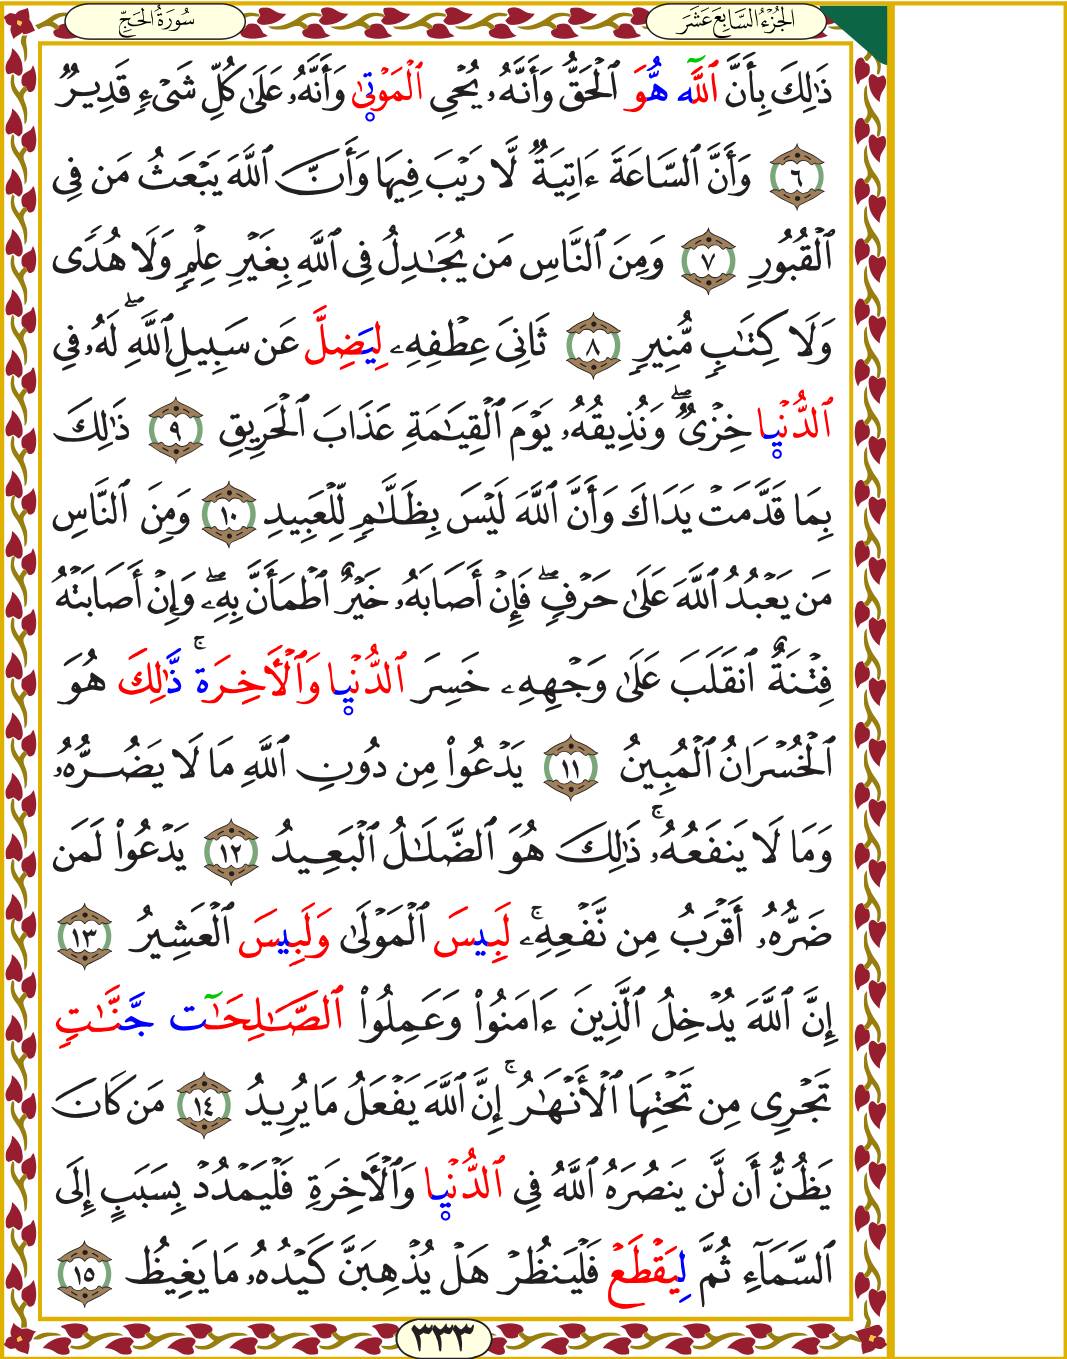 سُورَةُ الحَجِّ الجُزْءُ السَّابِعَ عَشَرَ
ذَٰلِكَ بِأَنَّ ٱللَّه هُّوَ ٱلْحَقُّ وَأَنَّهُۥ يُحْىِ ٱلْمَوْتٜىٰ وَأَنَّهُۥ عَلَىٰ كُلِّ شَىْءٍ قَدِيرٌ
٦ وَأَنَّ ٱلسَّاعَةَ ءَاتِيَةٌ لَّا رَيْبَ فِيهَا وَأَنَّ ٱللَّهَ يَبْعَثُ مَن فِى
ٱلْقُبُورِ ٧ وَمِنَ ٱلنَّاسِ مَن يُجَـٰدِلُ فِى ٱللَّهِ بِغَيْرِ عِلْمٍ وَلَا هُدًى
وَلَا كِتَـٰبٍ مُّنِيرٍ ٨ ثَانِىَ عِطْفِهِۦ لِيَضِلَّ عَن سَبِيلِ ٱللَّهِ ۖ لَهُۥ فِى
ٱلدُّنْيٜا خِزْىٌ ۖ وَنُذِيقُهُۥ يَوْمَ ٱلْقِيَـٰمَةِ عَذَابَ ٱلْحَرِيقِ ٩ ذَٰلِكَ
بِمَا قَدَّمَتْ يَدَاكَ وَأَنَّ ٱللَّهَ لَيْسَ بِظَلَّـٰمٍ لِّلْعَبِيدِ ١٠ وَمِنَ ٱلنَّاسِ
مَن يَعْبُدُ ٱللَّهَ عَلَىٰ حَرْفٍ ۖ فَإِنْ أَصَابَهُۥ خَيْرٌ ٱطْمَأَنَّ بِهِۦ ۖ وَإِنْ أَصَابَتْهُ
فِتْنَةٌ ٱنقَلَبَ عَلَىٰ وَجْهِهِۦ خَسِرَ ٱلدُّنْيٜا وَٱلْـَٔاخِرَة ۚ ذَّٰلِكَ هُوَ
ٱلْخُسْرَانُ ٱلْمُبِينُ ١١ يَدْعُوا۟ مِن دُونِ ٱللَّهِ مَا لَا يَضُرُّهُۥ
وَمَا لَا يَنفَعُهُۥ ۚ ذَٰلِكَ هُوَ ٱلضَّلَـٰلُ ٱلْبَعِيدُ ١٢ يَدْعُوا۟ لَمَن
ضَرُّهُۥٓ أَقْرَبُ مِن نَّفْعِهِۦ ۚ لَبِيسَ ٱلْمَوْلَىٰ وَلَبِيسَ ٱلْعَشِيرُ ١٣
إِنَّ ٱللَّهَ يُدْخِلُ ٱلَّذِينَ ءَامَنُوا۟ وَعَمِلُوا۟ ٱلصَّـٰلِحَـٰٓت جَّنَّـٰتٍ
تَجْرِى مِن تَحْتِهَا ٱلْأَنْهَـٰرُ ۚ إِنَّ ٱللَّهَ يَفْعَلُ مَا يُرِيدُ ١٤ مَن كَانَ
يَظُنُّ أَن لَّن يَنصُرَهُ ٱللَّهُ فِى ٱلدُّنْيٜا وَٱلْـَٔاخِرَةِ فَلْيَمْدُدْ بِسَبَبٍ إِلَى
ٱلسَّمَآءِ ثُمَّ لِيَقْطَعْ فَلْيَنظُرْ هَلْ يُذْهِبَنَّ كَيْدُهُۥ مَا يَغِيظُ ١٥
٣٣٣